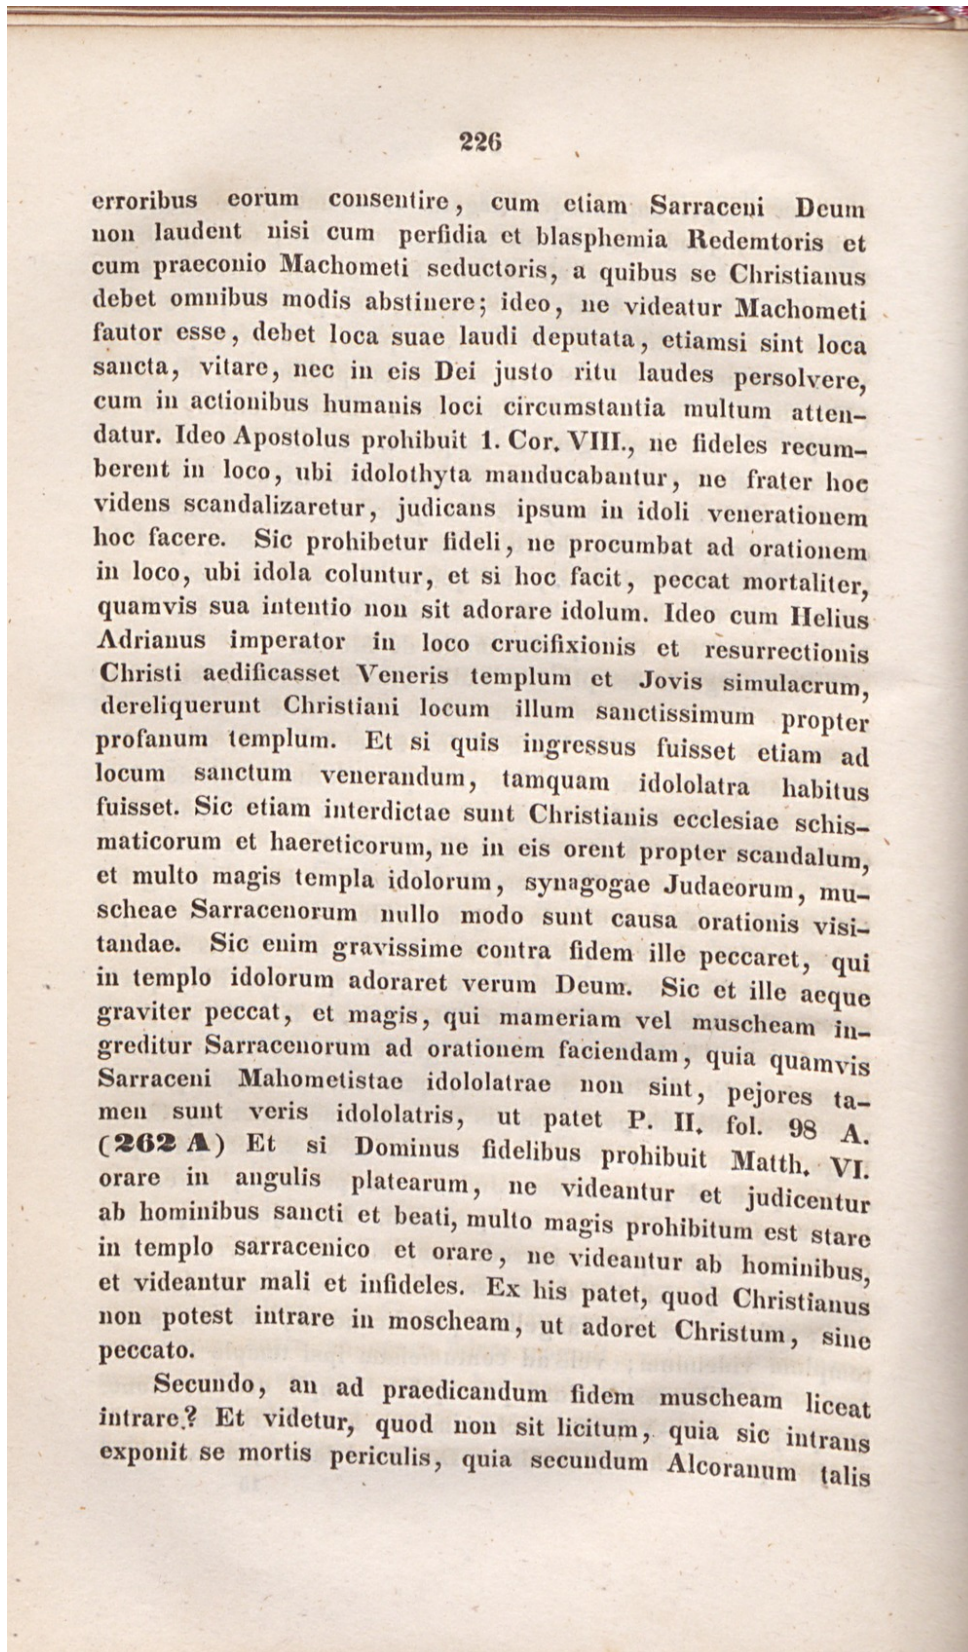 226
erroribus eorum consentire, cum etiam Sarraceni Deum
non laudent nisi cum perfidia et blasphemia Redemtoris et
cum praeconio Machometi seductoris, a quibus se Christianus
debet omnibus modis abstinere; ideo, ne videatur Machometi
fautor esse, debet loca suae laudi deputata, etiamsi sint loca
sancta, vitare, nec in eis Dei justo ritu laudes persolvere,
cum in actionibus humanis loci circumstantia multum atten-
datur. Ideo Apostolus prohibuit 1. Cor. VIII., ne fideles recum-
berent in loco, ubi idolothyta manducabantur, ne frater hoc
videns scandalizaretur, judicans ipsum in idoli venerationem
hoc facere. Sic prohibetur fideli, ne procumbat ad orationem
in loco, ubi idola coluntur, et si hoc facit, peccat mortaliter,
quamvis sua intentio non sit adorare idolum. Ideo cum Helius
Adrianus imperator in loco crucifixionis et resurrectionis
Christi aedificasset Veneris templum et Jovis simulacrum,
dereliquerunt Christiani locum illum sanctissimum propter
profanum templum. Et si quis ingressus fuisset etiam ad
locum sanctum venerandum, tamquam idololatra habitus
fuisset. Sic etiam interdictae sunt Christianis ecclesiae schis-
maticorum et haereticorum, ne in eis orent propter scandalum,
et multo magis templa idolorum, synagogae Judaeorum, mu-
scheae Sarracenorum nullo modo sunt causa orationis visi-
tandae. Sic enim gravissime contra fidem ille peccaret, qui
in templo idolorum adoraret verum Deum. Sic et ille aeque
graviter peccat, et magis, qui mameriam vel muscheam in-
greditur Sarracenorum ad orationem faciendam, quia quamvis
Sarraceni Mahometistae idololatrae non sint, pejores ta-
men sunt veris idololatris, ut patet P. II. fol. 98 A.
(262 A) Et si Dominus fidelibus prohibuit Matth. VI.
orare in angulis platearum, ne videantur et judicentur
ab hominibus sancti et beati, multo magis prohibitum est stare
in templo sarracenico et orare, ne videantur ab hominibus,
et videantur mali et infideles. Ex his patet, quod Christianus
non potest intrare in moscheam, ut adoret Christum, sine
peccato.
Secundo, an ad praedicandum fidem muscheam liceat
intrare? Et videtur, quod non sit licitum, quia sic intrans
exponit se mortis periculis, quia secundum Alcoranum talis